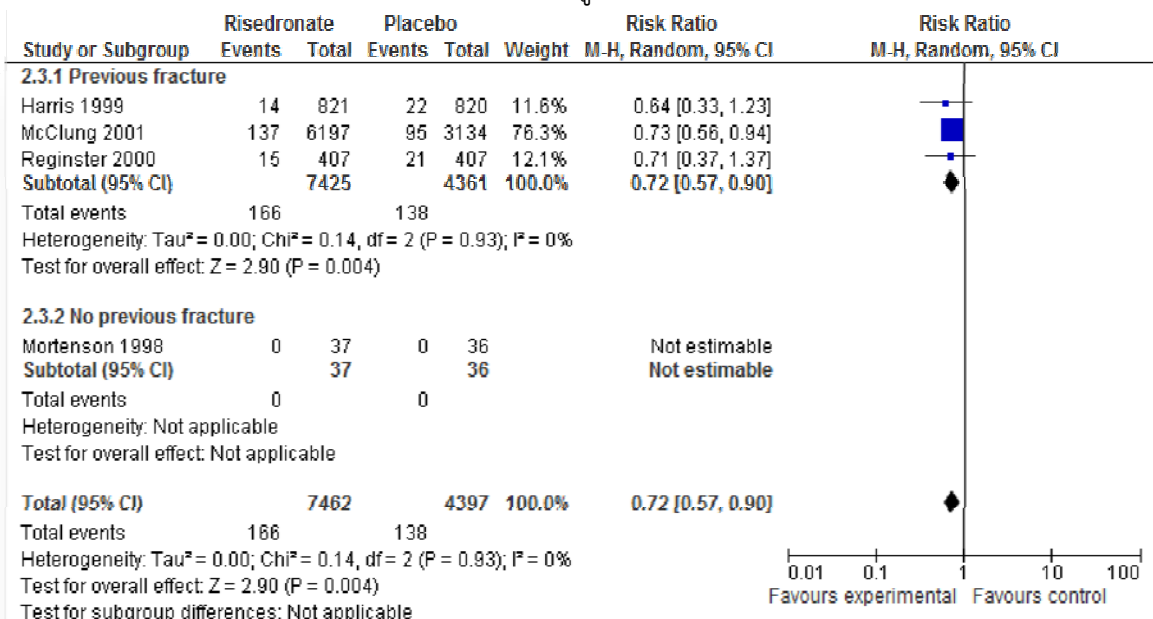 Risedronate Placebo Risk Ratio Risk Ratio
Study or Subgroup Events Total Events Total Weight M-H, Random, 95% CI M-H, Random, 95% CI
2.3.1 Previous fracture
Harris 1999 14 821 22 820 11.6% 0.64 [0.33, 1.23]
McClung 2001 137 6197 95 3134 76.3% 0.73 [0.56, 0.94]
Reginster 2000 15 407 21 407 12.1% 0.71 [0.37, 1.37]
Subtotal (95% CI) 7425 4361 100.0% 0.72 [0.57, 0.90]
Total events 166 138
Heterogeneity: Tau² = 0.00; Chi² = 0.14, df = 2 (P = 0.93); I² = 0%
Test for overall effect: Z = 2.90 (P = 0.004)
2.3.2 No previous fracture
Mortenson 1998 0 37 0 36 Not estimable
Subtotal (95% CI) 37 36 Not estimable
Total events 0 0
Heterogeneity: Not applicable
Test for overall effect: Not applicable
Total (95% CI) 7462 4397 100.0% 0.72 [0.57, 0.90]
Total events 166 138
Heterogeneity: Tau² = 0.00; Chi² = 0.14, df = 2 (P = 0.93); I² = 0%
Test for overall effect: Z = 2.90 (P = 0.004)
Test for subgroup differences: Not applicable
0.01 0.1 1 10 100
Favours experimental Favours control